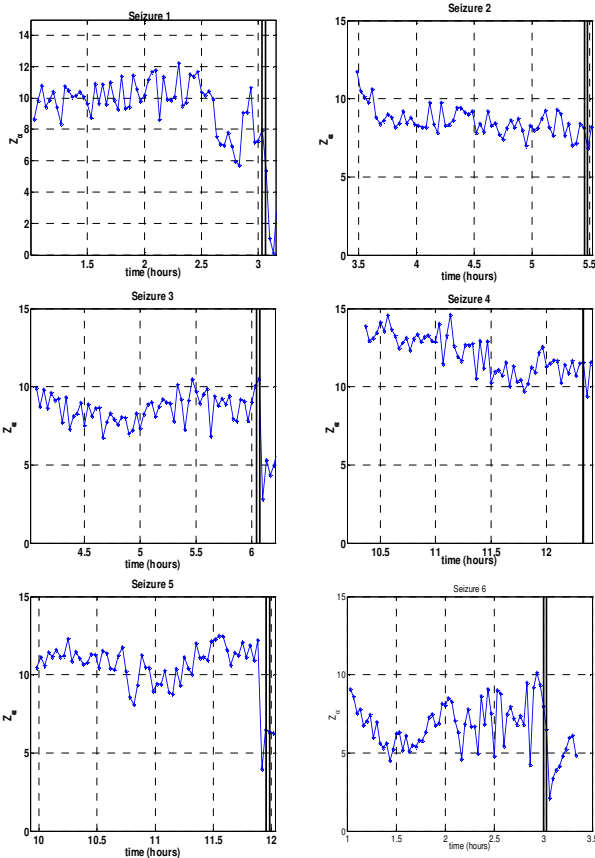 Seizure 1
14
12
10
8
6
4
2
0
Z
1.5 2 2.5 3
time (hours)
Seizure 2
15
10
5
0
Z
3.5 4 4.5 5 5.5
time (hours)
Seizure 3
15
10
5
0
Z
4.5 5 5.5 6
time (hours)
Seizure 4
15
10
5
0
Z
10.5 11 11.5 12
time (hours)
Seizure 5
15
10
5
0
Z
10 10.5 11 11.5 12
time (hours)
Seizure 6
15
10
5
0
Zα
1 1.5 2 2.5 3 3.5
time (hours)